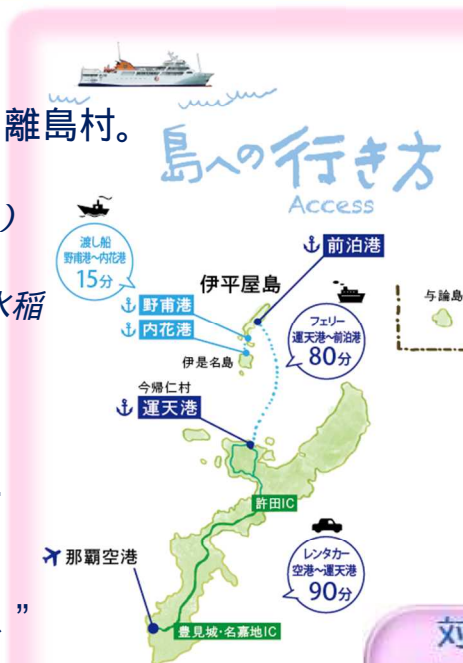 離島村。
島への行き方
Access
）
渡し船
野甫港〜内花港
15分
前泊港
伊平屋島
与論島
水稲
野甫港
内花港
フェリー
運天港〜前泊港
80分
伊是名島
今帰仁村
運天港
許田IC
那覇空港
レンタカー
空港〜運天港
90分
”
豊見城・名嘉地IC